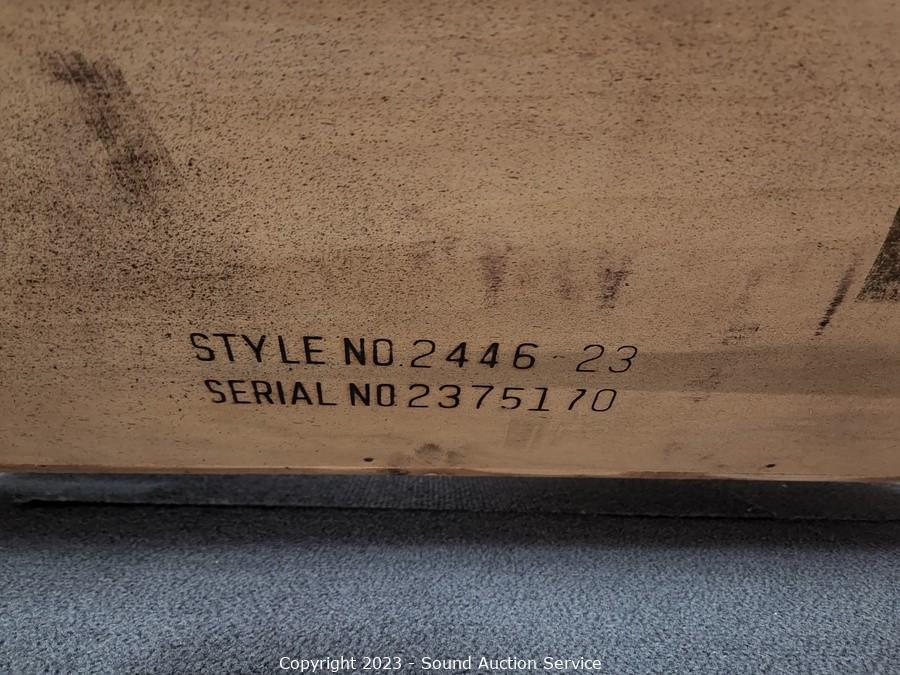 STYLE NO. 2446 23
SERIAL NO 2375170
Copyright 2023 - Sound Auction Service